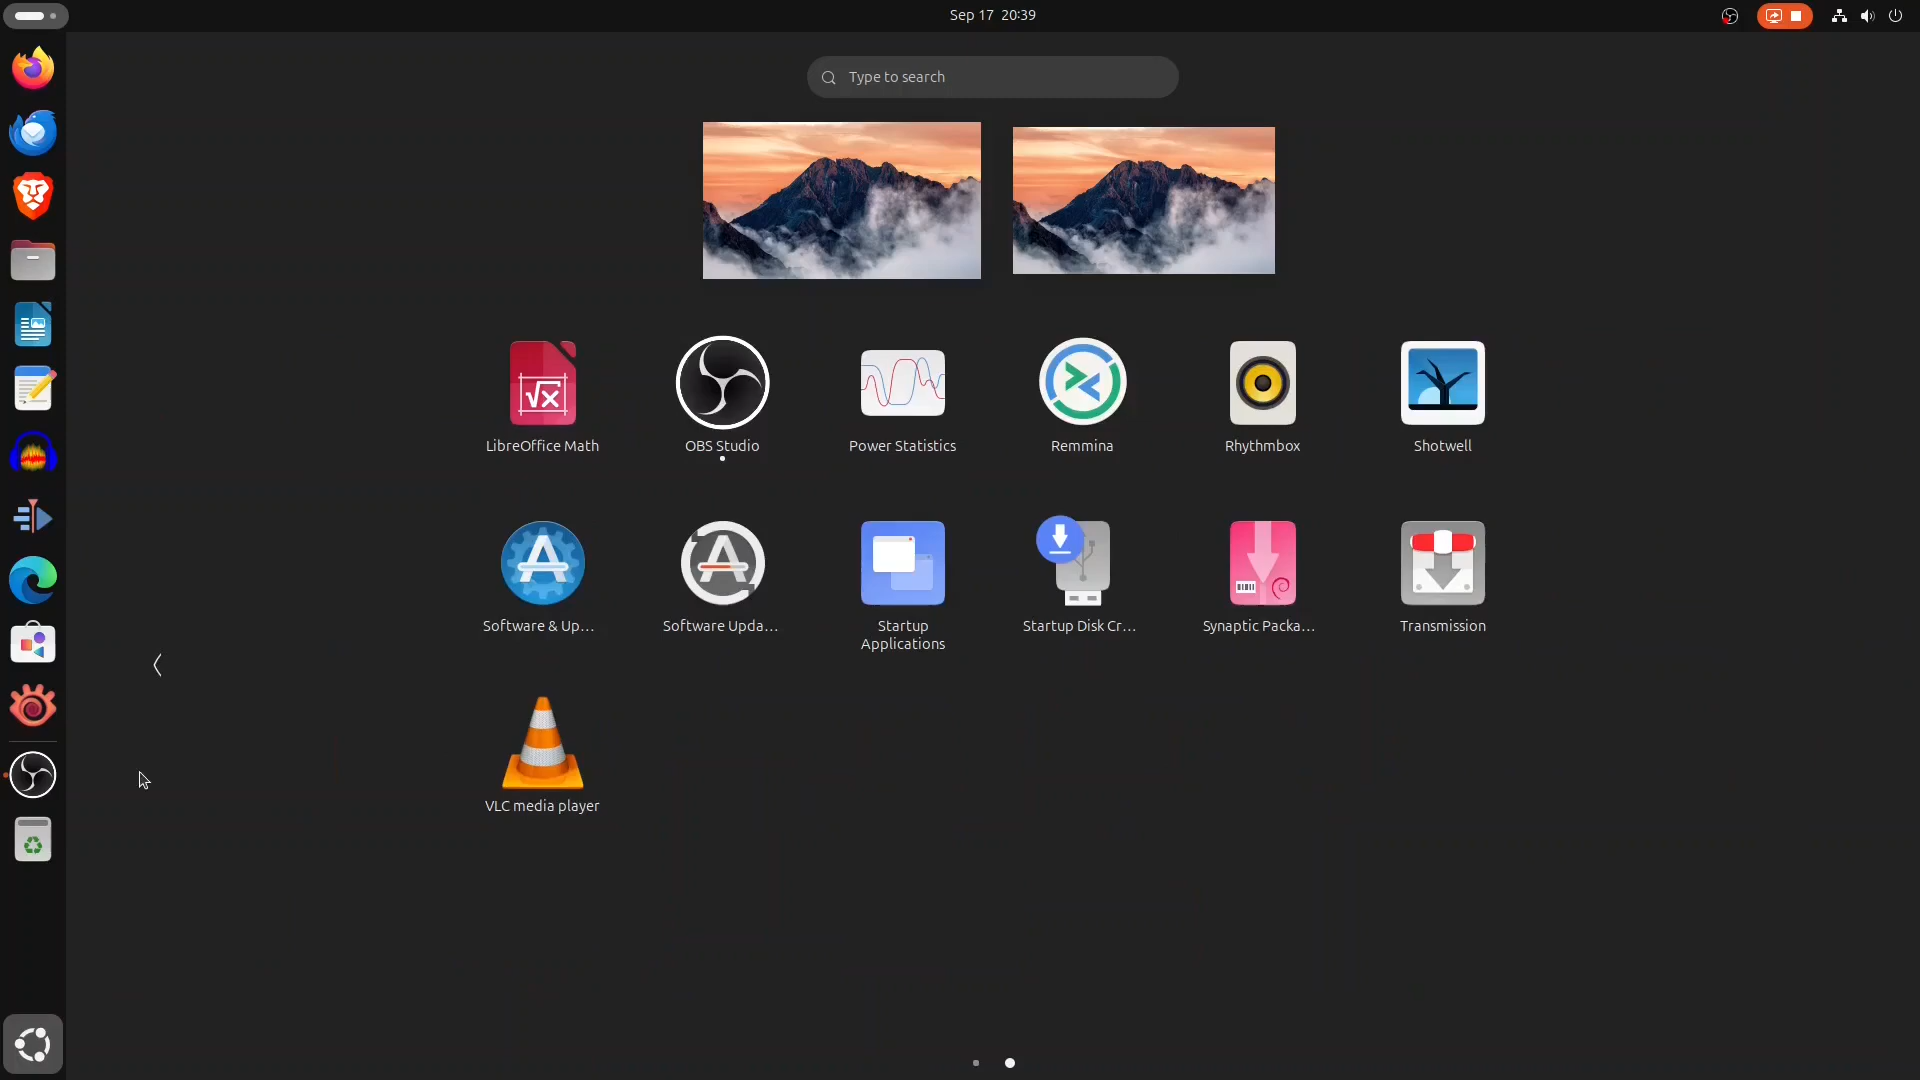 Sep 17 20:39
Type to search
LibreOffice Math
OBS Studio
Power Statistics
Remmina
Rhythmbox
Shotwell
Software & Up...
Software Upda...
Startup
Applications
Startup Disk Cr...
Synaptic Packa...
Transmission
VLC media player